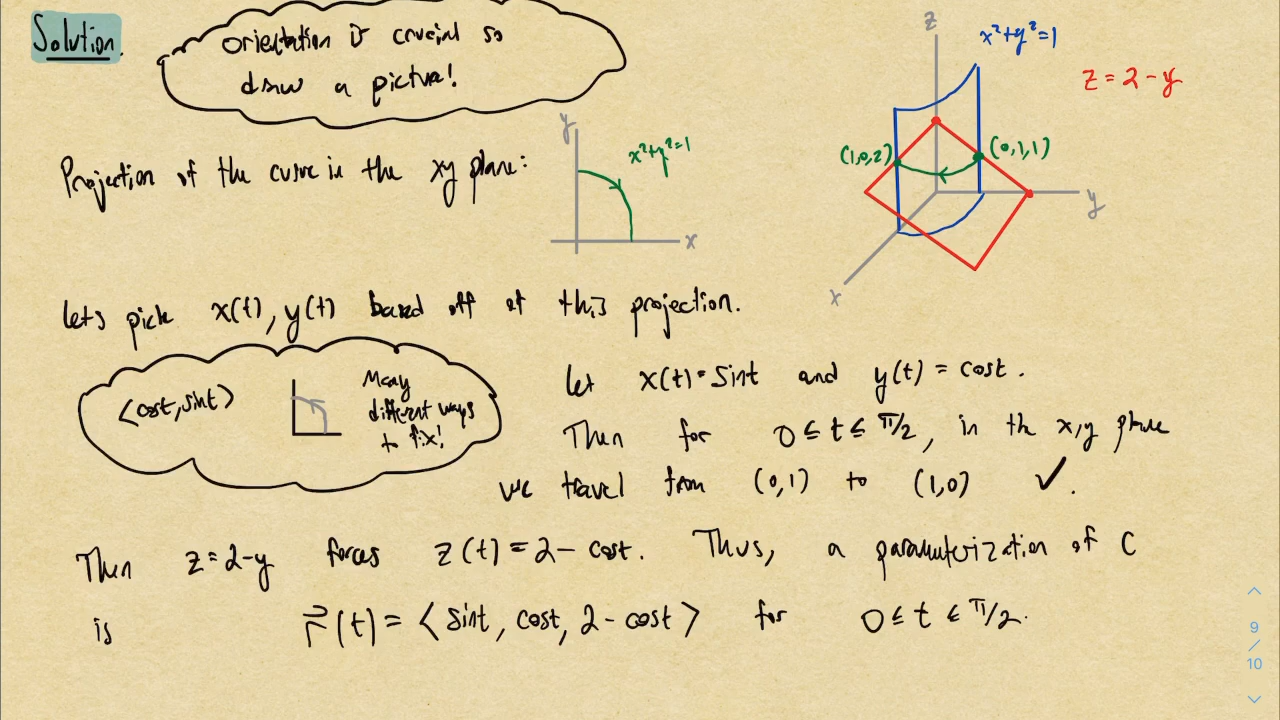 Solution.
orientation is crucial so
draw a picture!
z
x²+y²=1
z = 2-y
(1,0,2)
(0,1,1)
y
x
Projection of the curve in the xy plane:
y
x²+y²=1
x
Lets pick x(t), y(t) based off of this projection.
<cost, sint>
Many
different ways
to fix!
Let x(t) = sint and y(t) = cost.
Then for 0 ≤ t ≤ π/2, in the x,y plane
we travel from (0,1) to (1,0) ✓.
Then z=2-y forces z(t) = 2 - cost. Thus, a parameterization of C
is r⃗(t) = <sint, cost, 2-cost> for 0 ≤ t ≤ π/2.
9
/
10